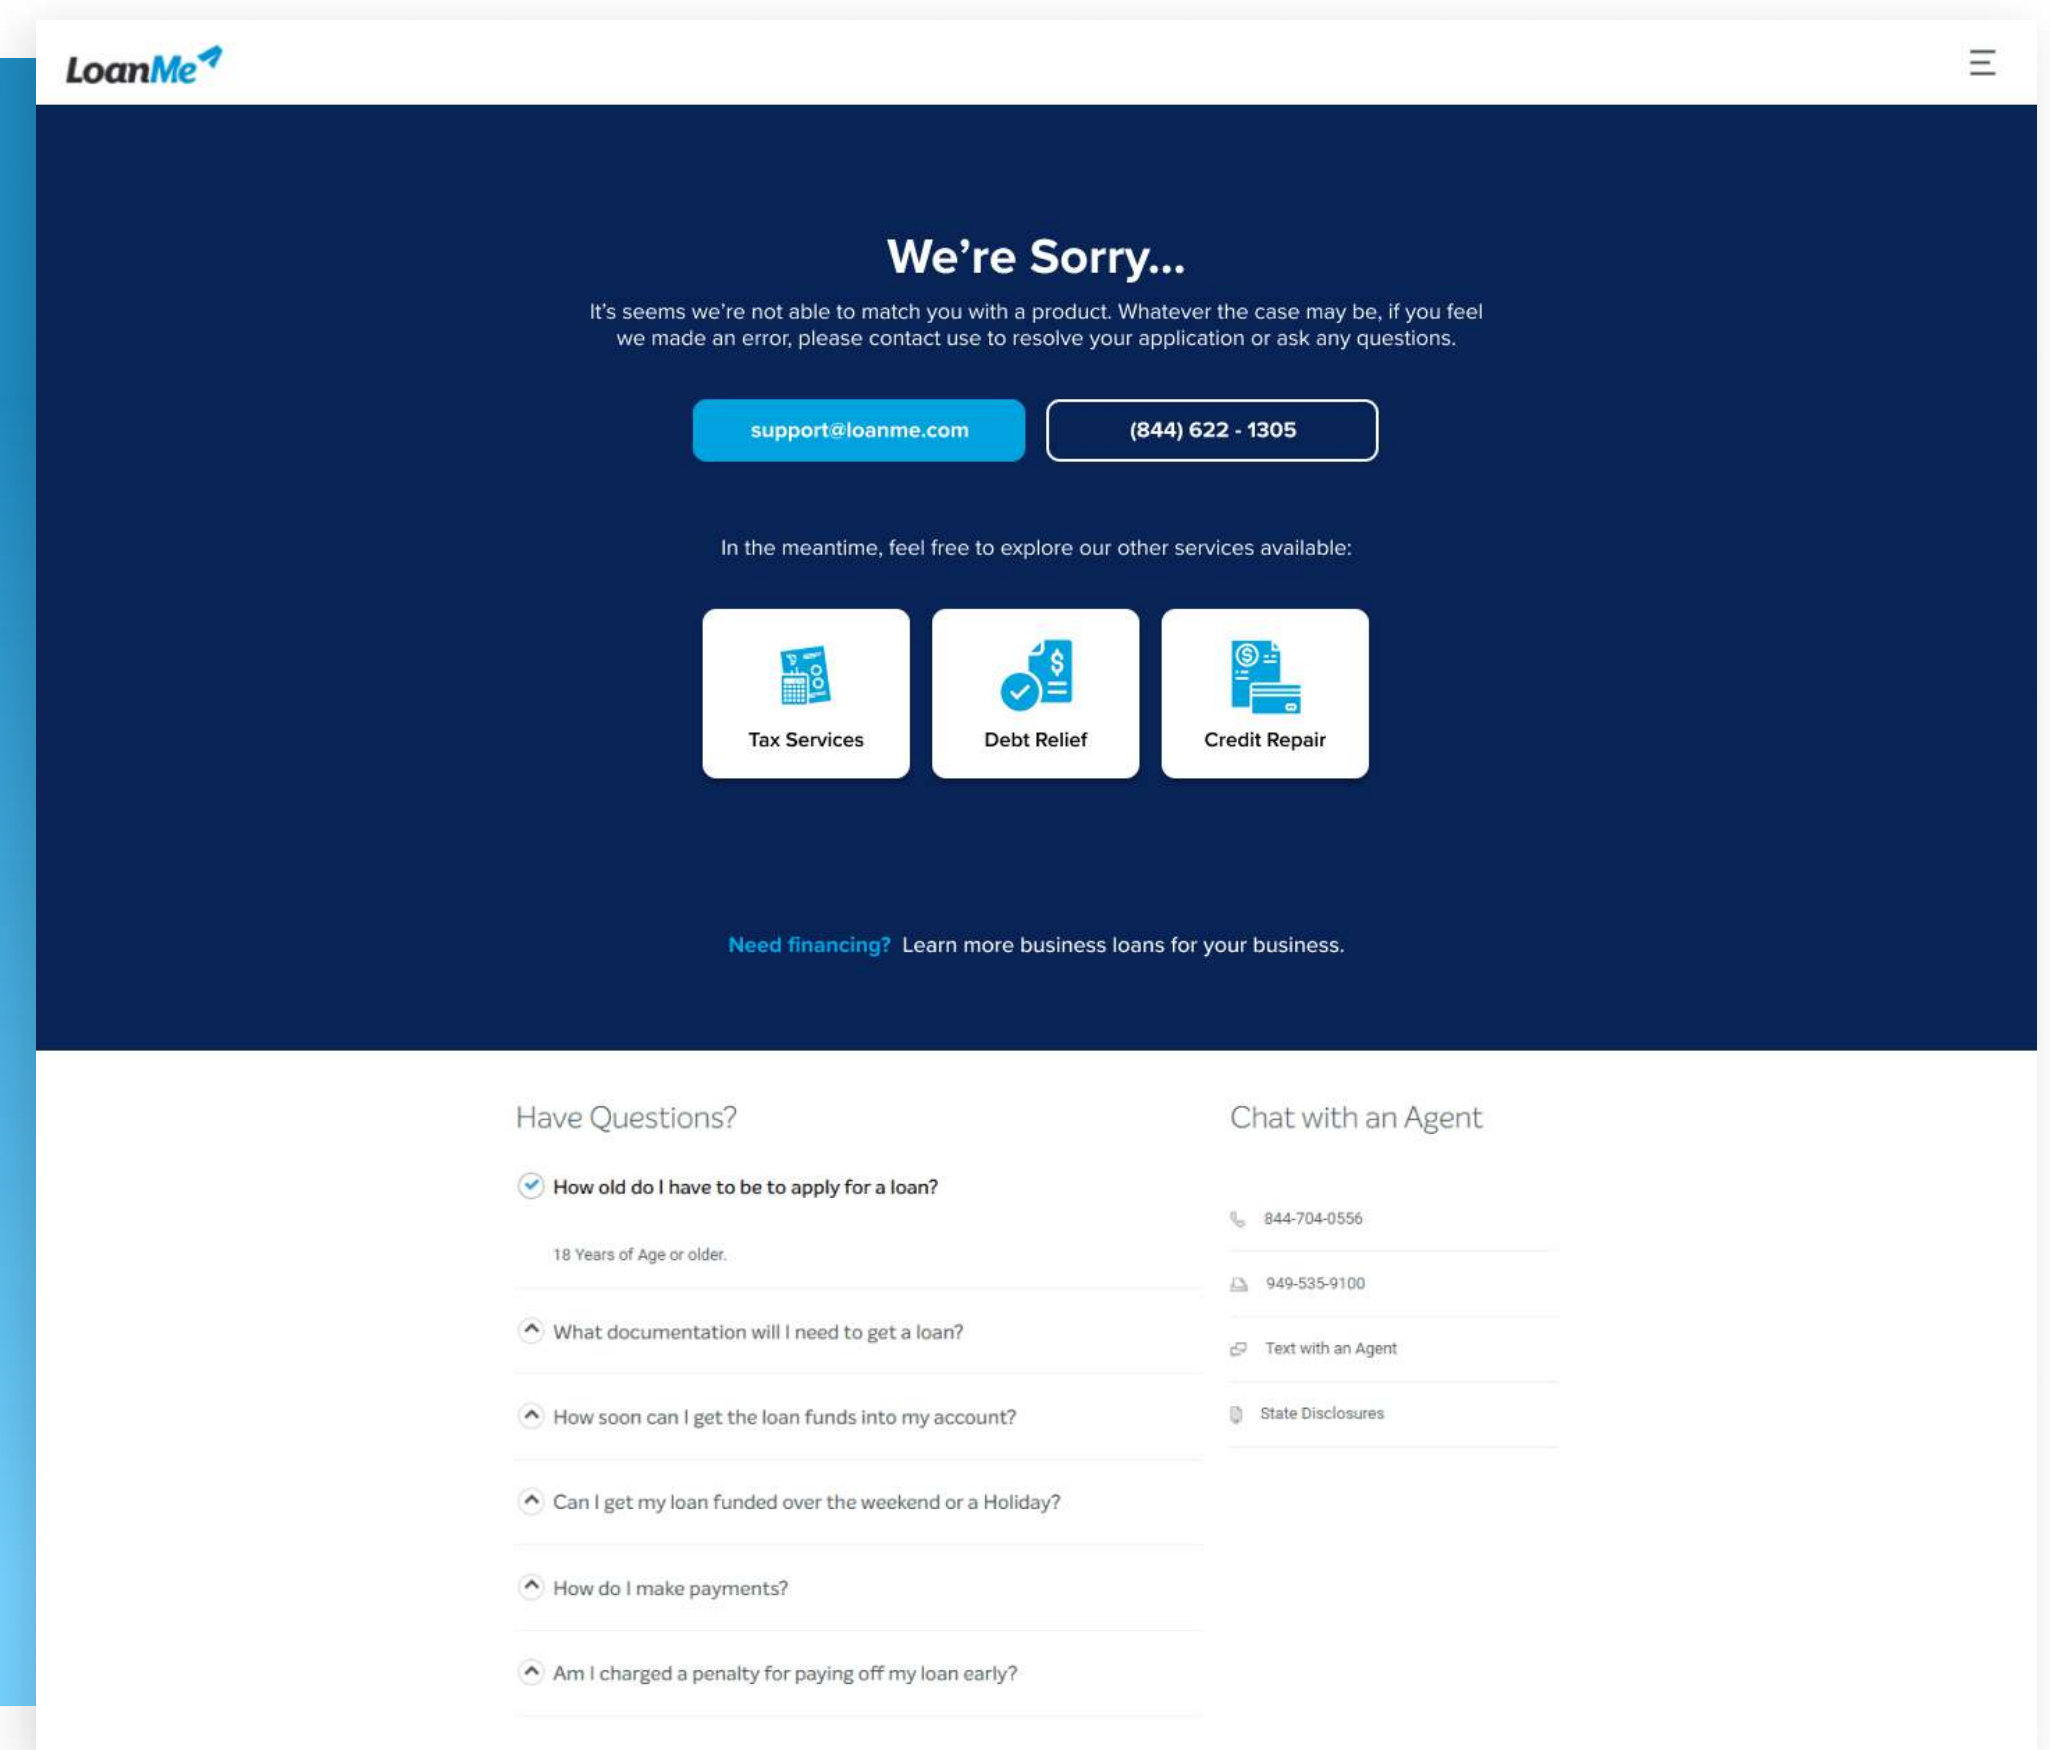 LoanMe
We're Sorry...
It's seems we're not able to match you with a product. Whatever the case may be, if you feel
we made an error, please contact use to resolve your application or ask any questions.
support@loanme.com
(844) 622 - 1305
In the meantime, feel free to explore our other services available:
Tax Services
Debt Relief
Credit Repair
Need financing? Learn more business loans for your business.
Have Questions?
How old do I have to be to apply for a loan?
18 Years of Age or older.
What documentation will I need to get a loan?
How soon can I get the loan funds into my account?
Can I get my loan funded over the weekend or a Holiday?
How do I make payments?
Am I charged a penalty for paying off my loan early?
Chat with an Agent
844-704-0556
949-535-9100
Text with an Agent
State Disclosures